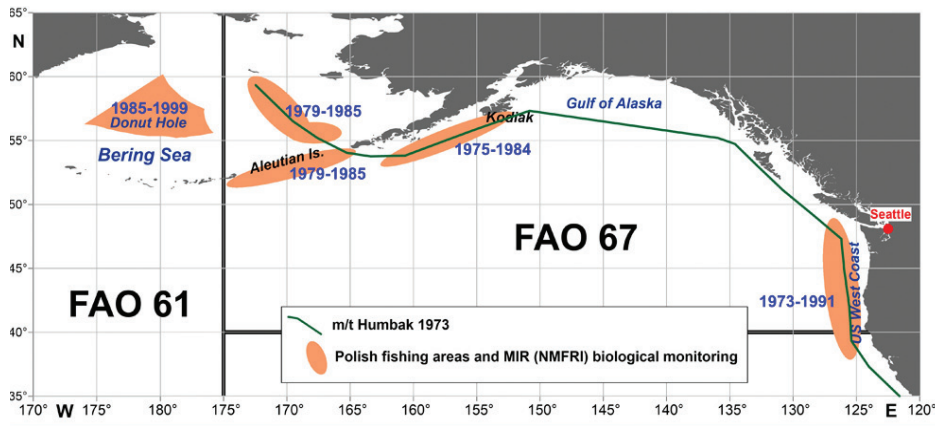 65°
N
60°
55°
50°
45°
40°
35°
1985-1999
Donut Hole
Bering Sea
1979-1985
Aleutian Is.
1979-1985
Kodiak
1975-1984
Gulf of Alaska
Seattle
FAO 67
FAO 61
1973-1991
US West Coast
m/t Humbak 1973
Polish fishing areas and MIR (NMFRI) biological monitoring
170° W 175° 180° 175° 170° 165° 160° 155° 150° 145° 140° 135° 130° 125° E 120°